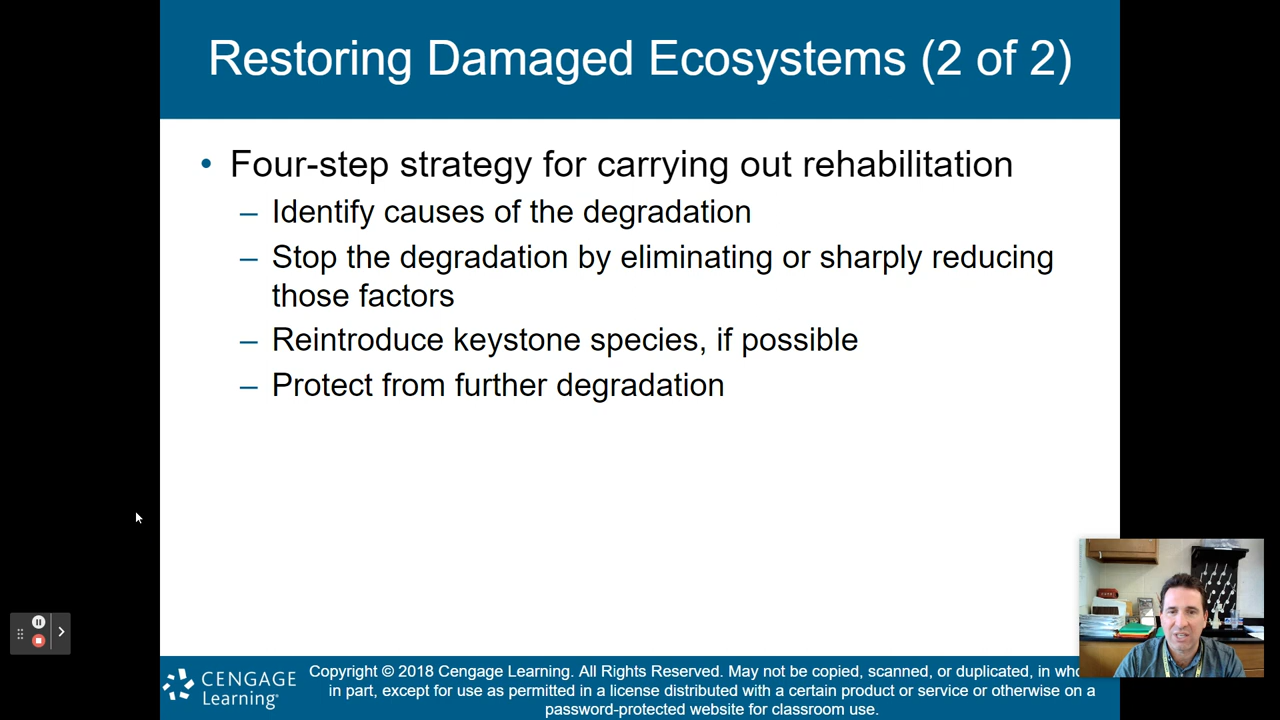 Restoring Damaged Ecosystems (2 of 2)
• Four-step strategy for carrying out rehabilitation
– Identify causes of the degradation
– Stop the degradation by eliminating or sharply reducing
those factors
– Reintroduce keystone species, if possible
– Protect from further degradation
CENGAGE
Learning
Copyright © 2018 Cengage Learning. All Rights Reserved. May not be copied, scanned, or duplicated, in
in part, except for use as permitted in a license distributed with a certain product or service or otherwise on a
password-protected website for classroom use.